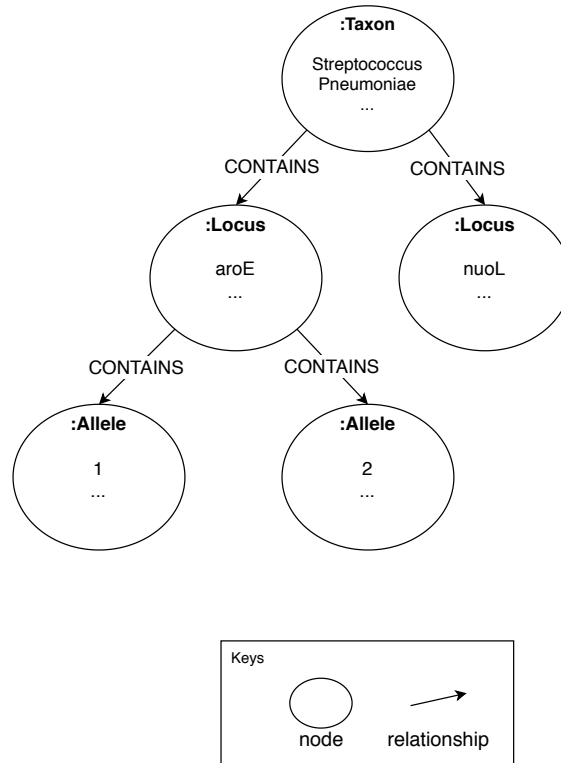 :Taxon
Streptococcus
Pneumoniae
...
CONTAINS
CONTAINS
:Locus
aroE
...
:Locus
nuoL
...
CONTAINS
CONTAINS
:Allele
1
...
:Allele
2
...
Keys
node
relationship